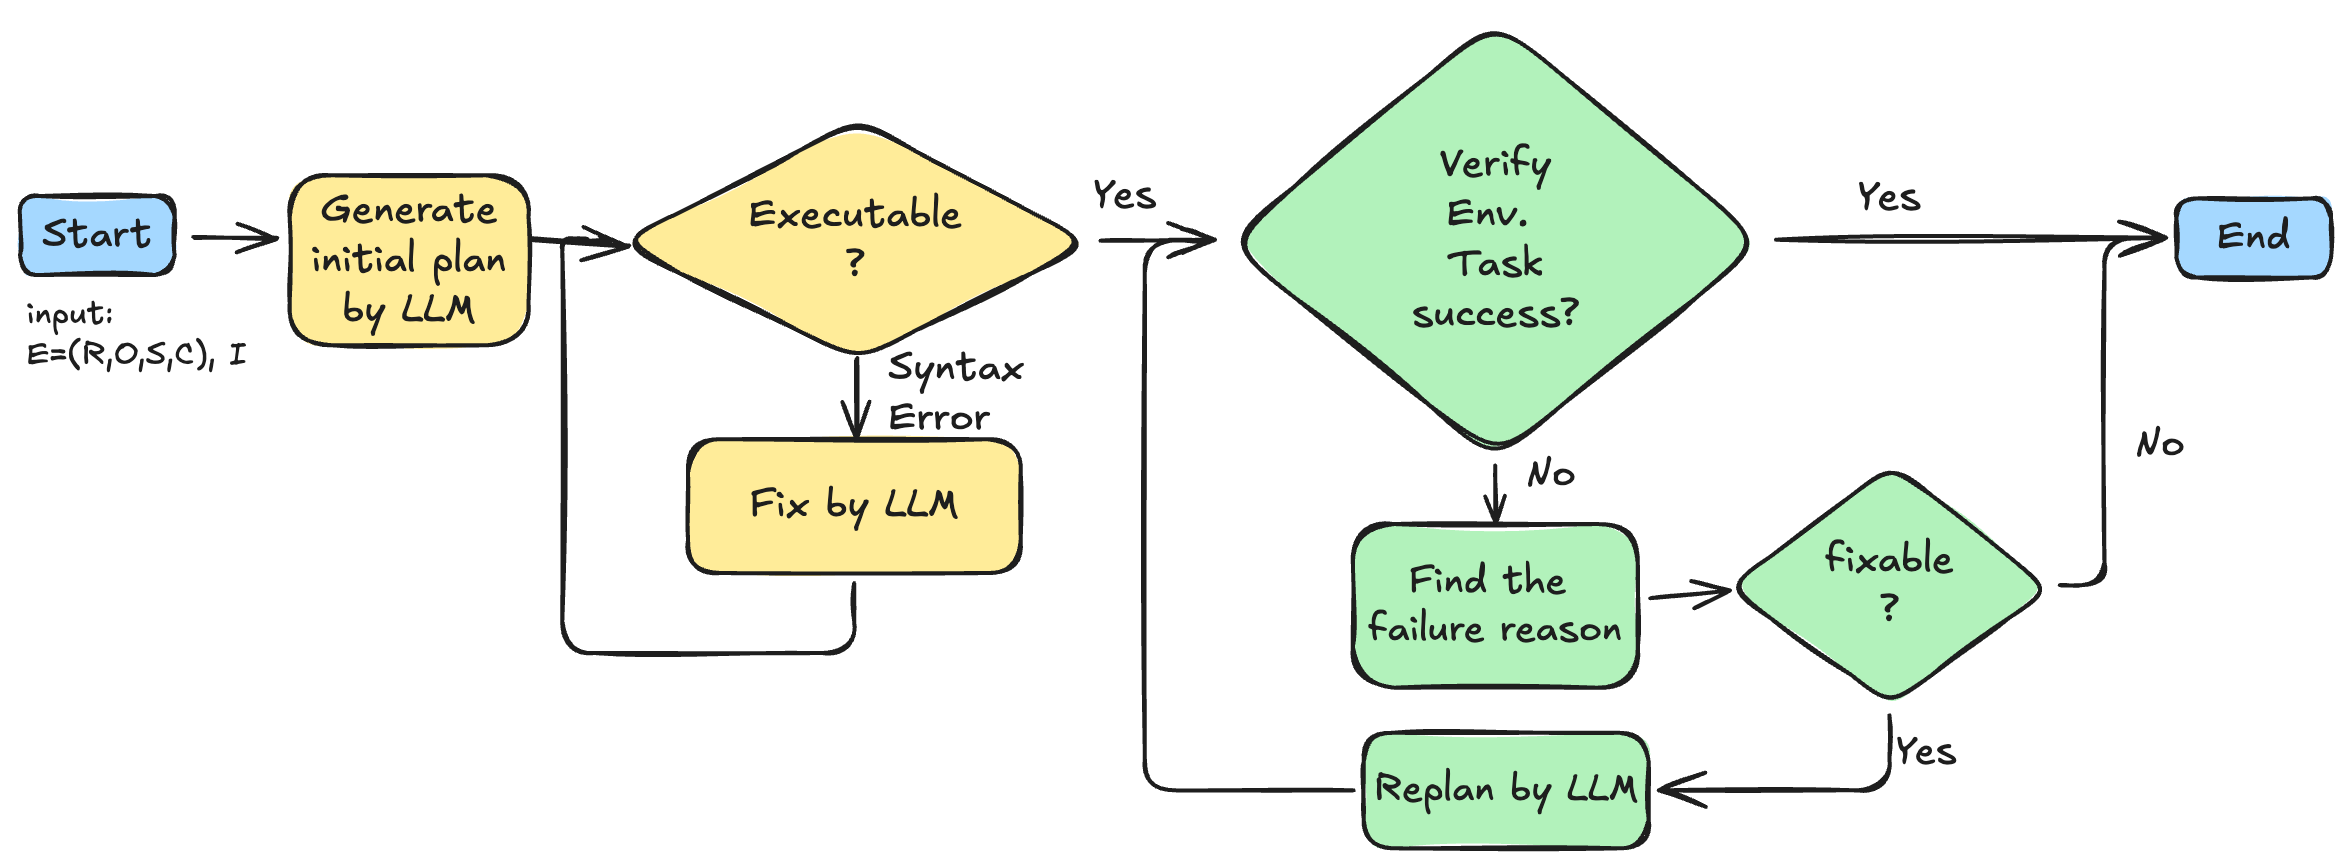 Start
input:
E=(R,O,S,C), I
Generate
initial plan
by LLM
Executable
?
Syntax
Error
Fix by LLM
Yes
Verify
Env.
Task
success?
Yes
End
No
Find the
failure reason
fixable
?
No
Yes
Replan by LLM